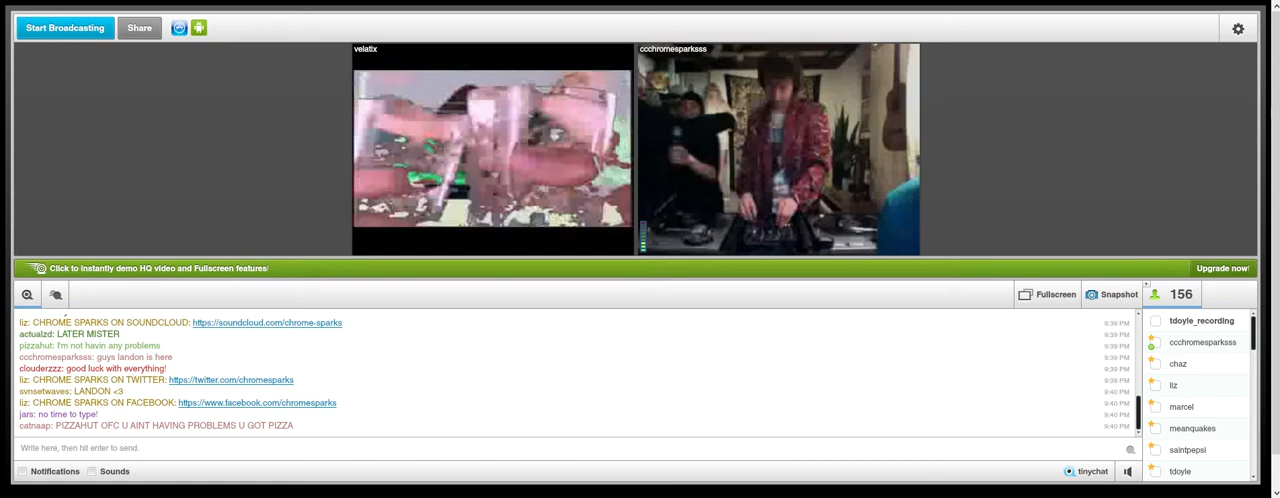 Start Broadcasting Share
velatix
ccchromesparksss
Click to instantly demo HQ video and Fullscreen features! Upgrade now!
Fullscreen Snapshot 156
liz: CHROME SPARKS ON SOUNDCLOUD: https://soundcloud.com/chrome-sparks 9:39 PM
actualzd: LATER MISTER 9:39 PM
pizzahut: I'm not havin any problems 9:39 PM
ccchromesparksss: guys landon is here 9:39 PM
clouderzzz: good luck with everything! 9:39 PM
liz: CHROME SPARKS ON TWITTER: https://twitter.com/chromesparks 9:39 PM
svnsetwaves: LANDON <3 9:40 PM
liz: CHROME SPARKS ON FACEBOOK: https://www.facebook.com/chromesparks 9:40 PM
jars: no time to type! 9:40 PM
catnaap: PIZZAHUT OFC U AINT HAVING PROBLEMS U GOT PIZZA 9:40 PM
Write here, then hit enter to send.
Notifications Sounds tinychat
tdoyle_recording
ccchromesparksss
chaz
liz
marcel
meanquakes
saintpepsi
tdoyle